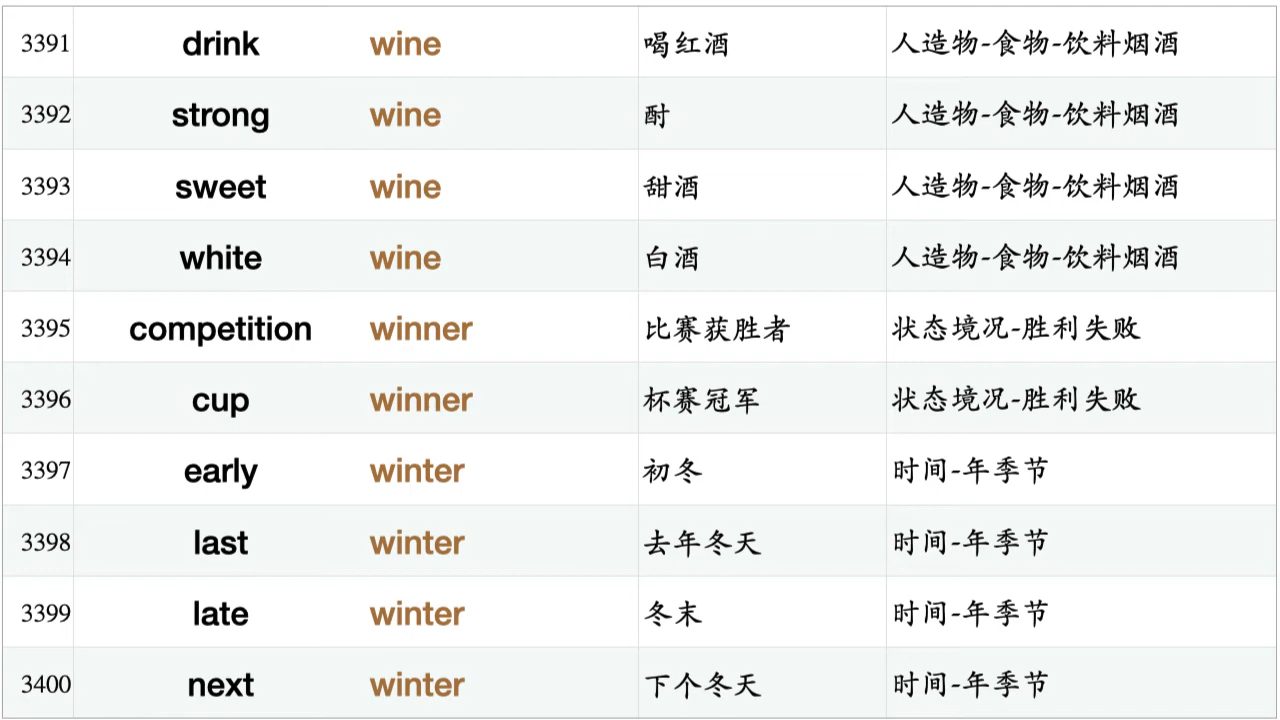 3391 drink wine 喝红酒 人造物-食物-饮料烟酒
3392 strong wine 酎 人造物-食物-饮料烟酒
3393 sweet wine 甜酒 人造物-食物-饮料烟酒
3394 white wine 白酒 人造物-食物-饮料烟酒
3395 competition winner 比赛获胜者 状态境况-胜利失败
3396 cup winner 杯赛冠军 状态境况-胜利失败
3397 early winter 初冬 时间-年季节
3398 last winter 去年冬天 时间-年季节
3399 late winter 冬末 时间-年季节
3400 next winter 下个冬天 时间-年季节